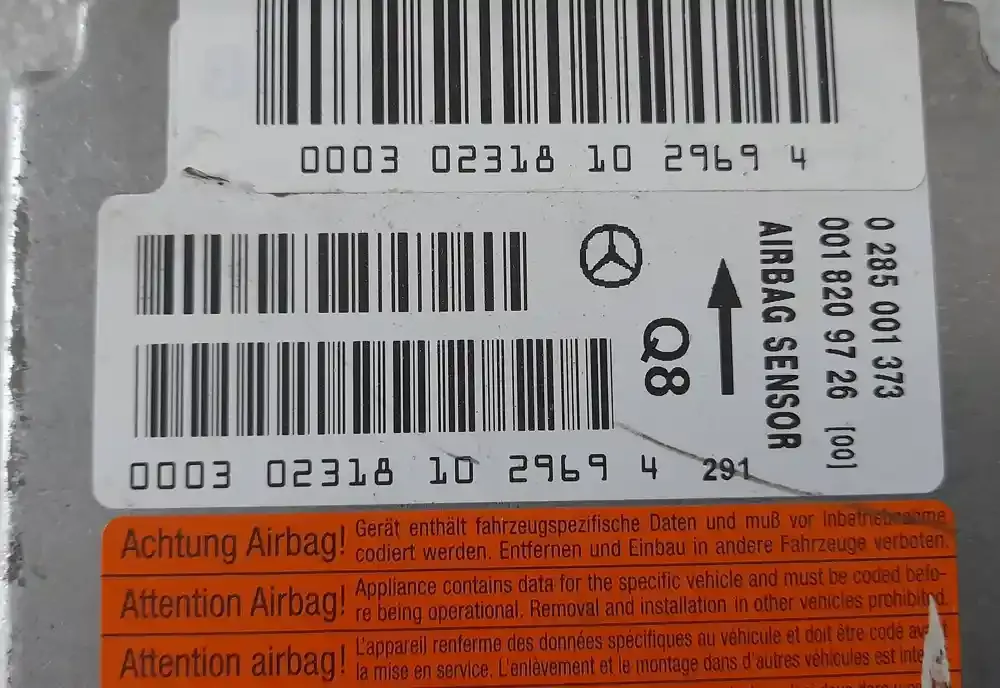 0003 02318 10 2969 4
0 285 001 373
001 820 97 26 [00]
AIRBAG SENSOR
Q8
0003 02318 10 2969 4 291
Achtung Airbag! Gerät enthält fahrzeugspezifische Daten und muß vor Inbetriebnahme
codiert werden. Entfernen und Einbau in andere Fahrzeuge verboten.
Attention Airbag! Appliance contains data for the specific vehicle and must be coded befo-
re being operational. Removal and installation in other vehicles prohibited.
Attention airbag! L'appareil renferme des données spécifiques au véhicule et doit être codé
la mise en service. L'enlèvement et le montage dans d'autres véhicules est